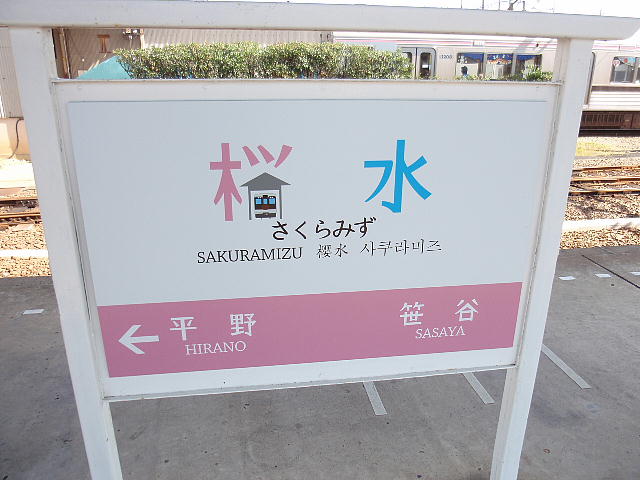 桜水
さくらみず
SAKURAMIZU 櫻水 사쿠라미즈
← 平野 笹谷
HIRANO SASAYA